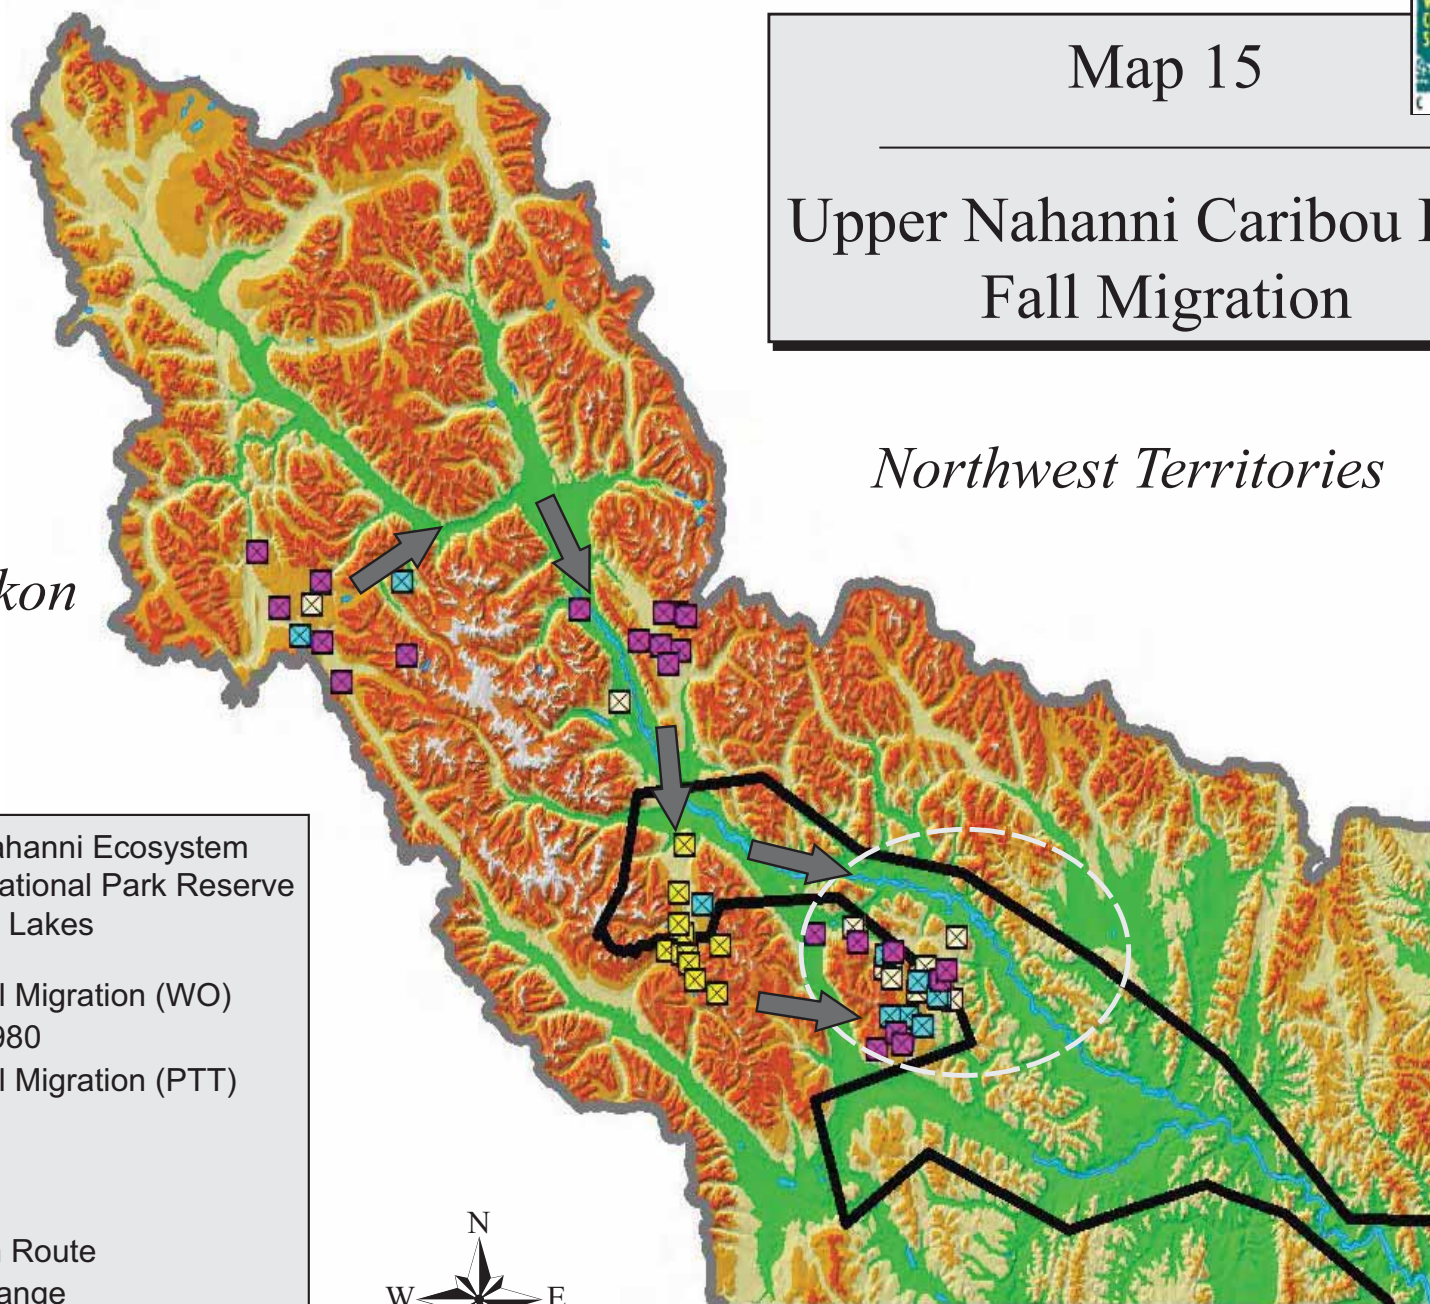 Map 15
Upper Nahanni Caribou
Fall Migration
Northwest Territories
kon
ahanni Ecosystem
ational Park Reserve
Lakes
l Migration (WO)
980
l Migration (PTT)
Route
ange
N
W
E